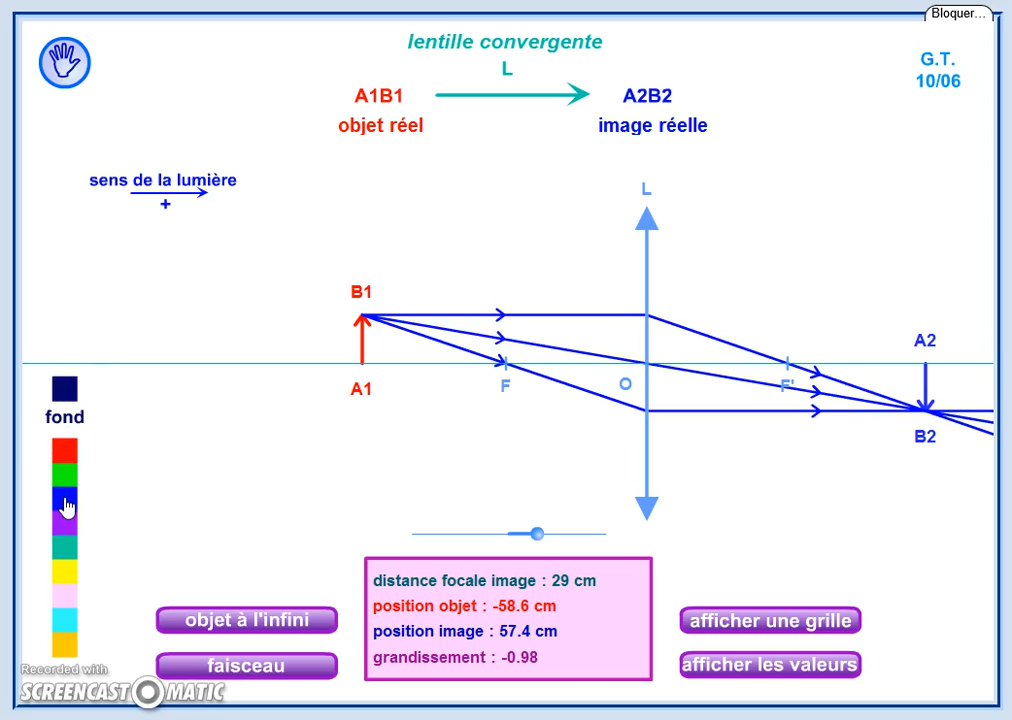 Bloquer...
lentille convergente
L
G.T.
10/06
A1B1
A2B2
objet réel
image réelle
sens de la lumière
+
L
B1
A2
A1
F
O
F'
fond
B2
distance focale image : 29 cm
position objet : -58.6 cm
position image : 57.4 cm
grandissement : -0.98
objet à l'infini
faisceau
afficher une grille
afficher les valeurs
Recorded with
SCREENCAST-O-MATIC